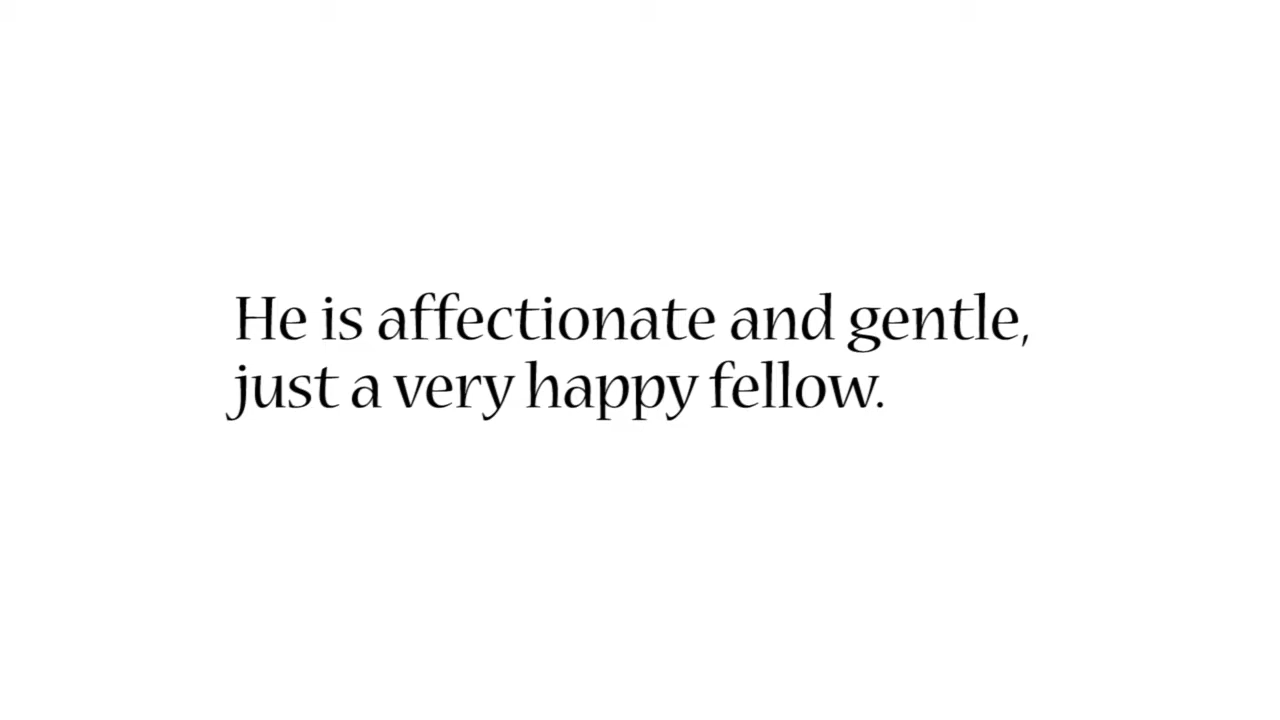 He is affectionate and gentle,
just a very happy fellow.